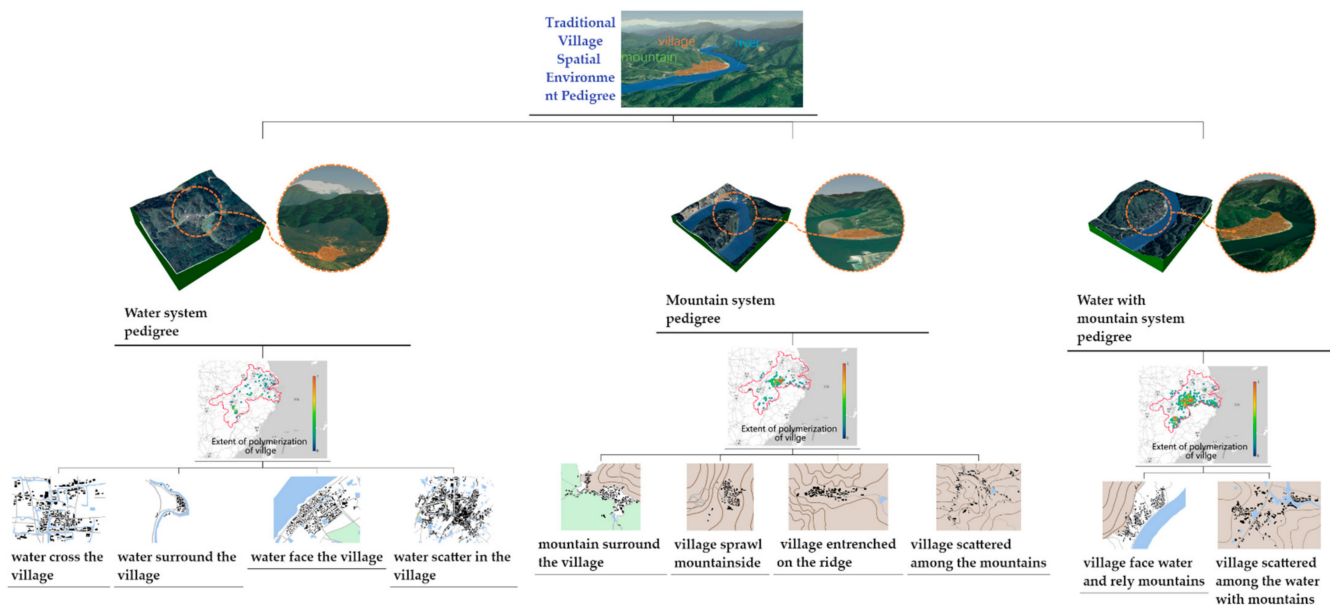 Traditional
Village
Spatial
Environme
nt Pedigree
village
river
mountain
Water system
pedigree
Mountain system
pedigree
Water with
mountain system
pedigree
Extent of polymerization
of villge
Extent of polymerization
of villge
Extent of polymerization
of villge
water cross the
village
water surround the
village
water face the village
water scatter in the
village
mountain surround
the village
village sprawl
mountainside
village entrenched
on the ridge
village scattered
among the mountains
village face water
and rely mountains
village scattered
among the water
with mountains